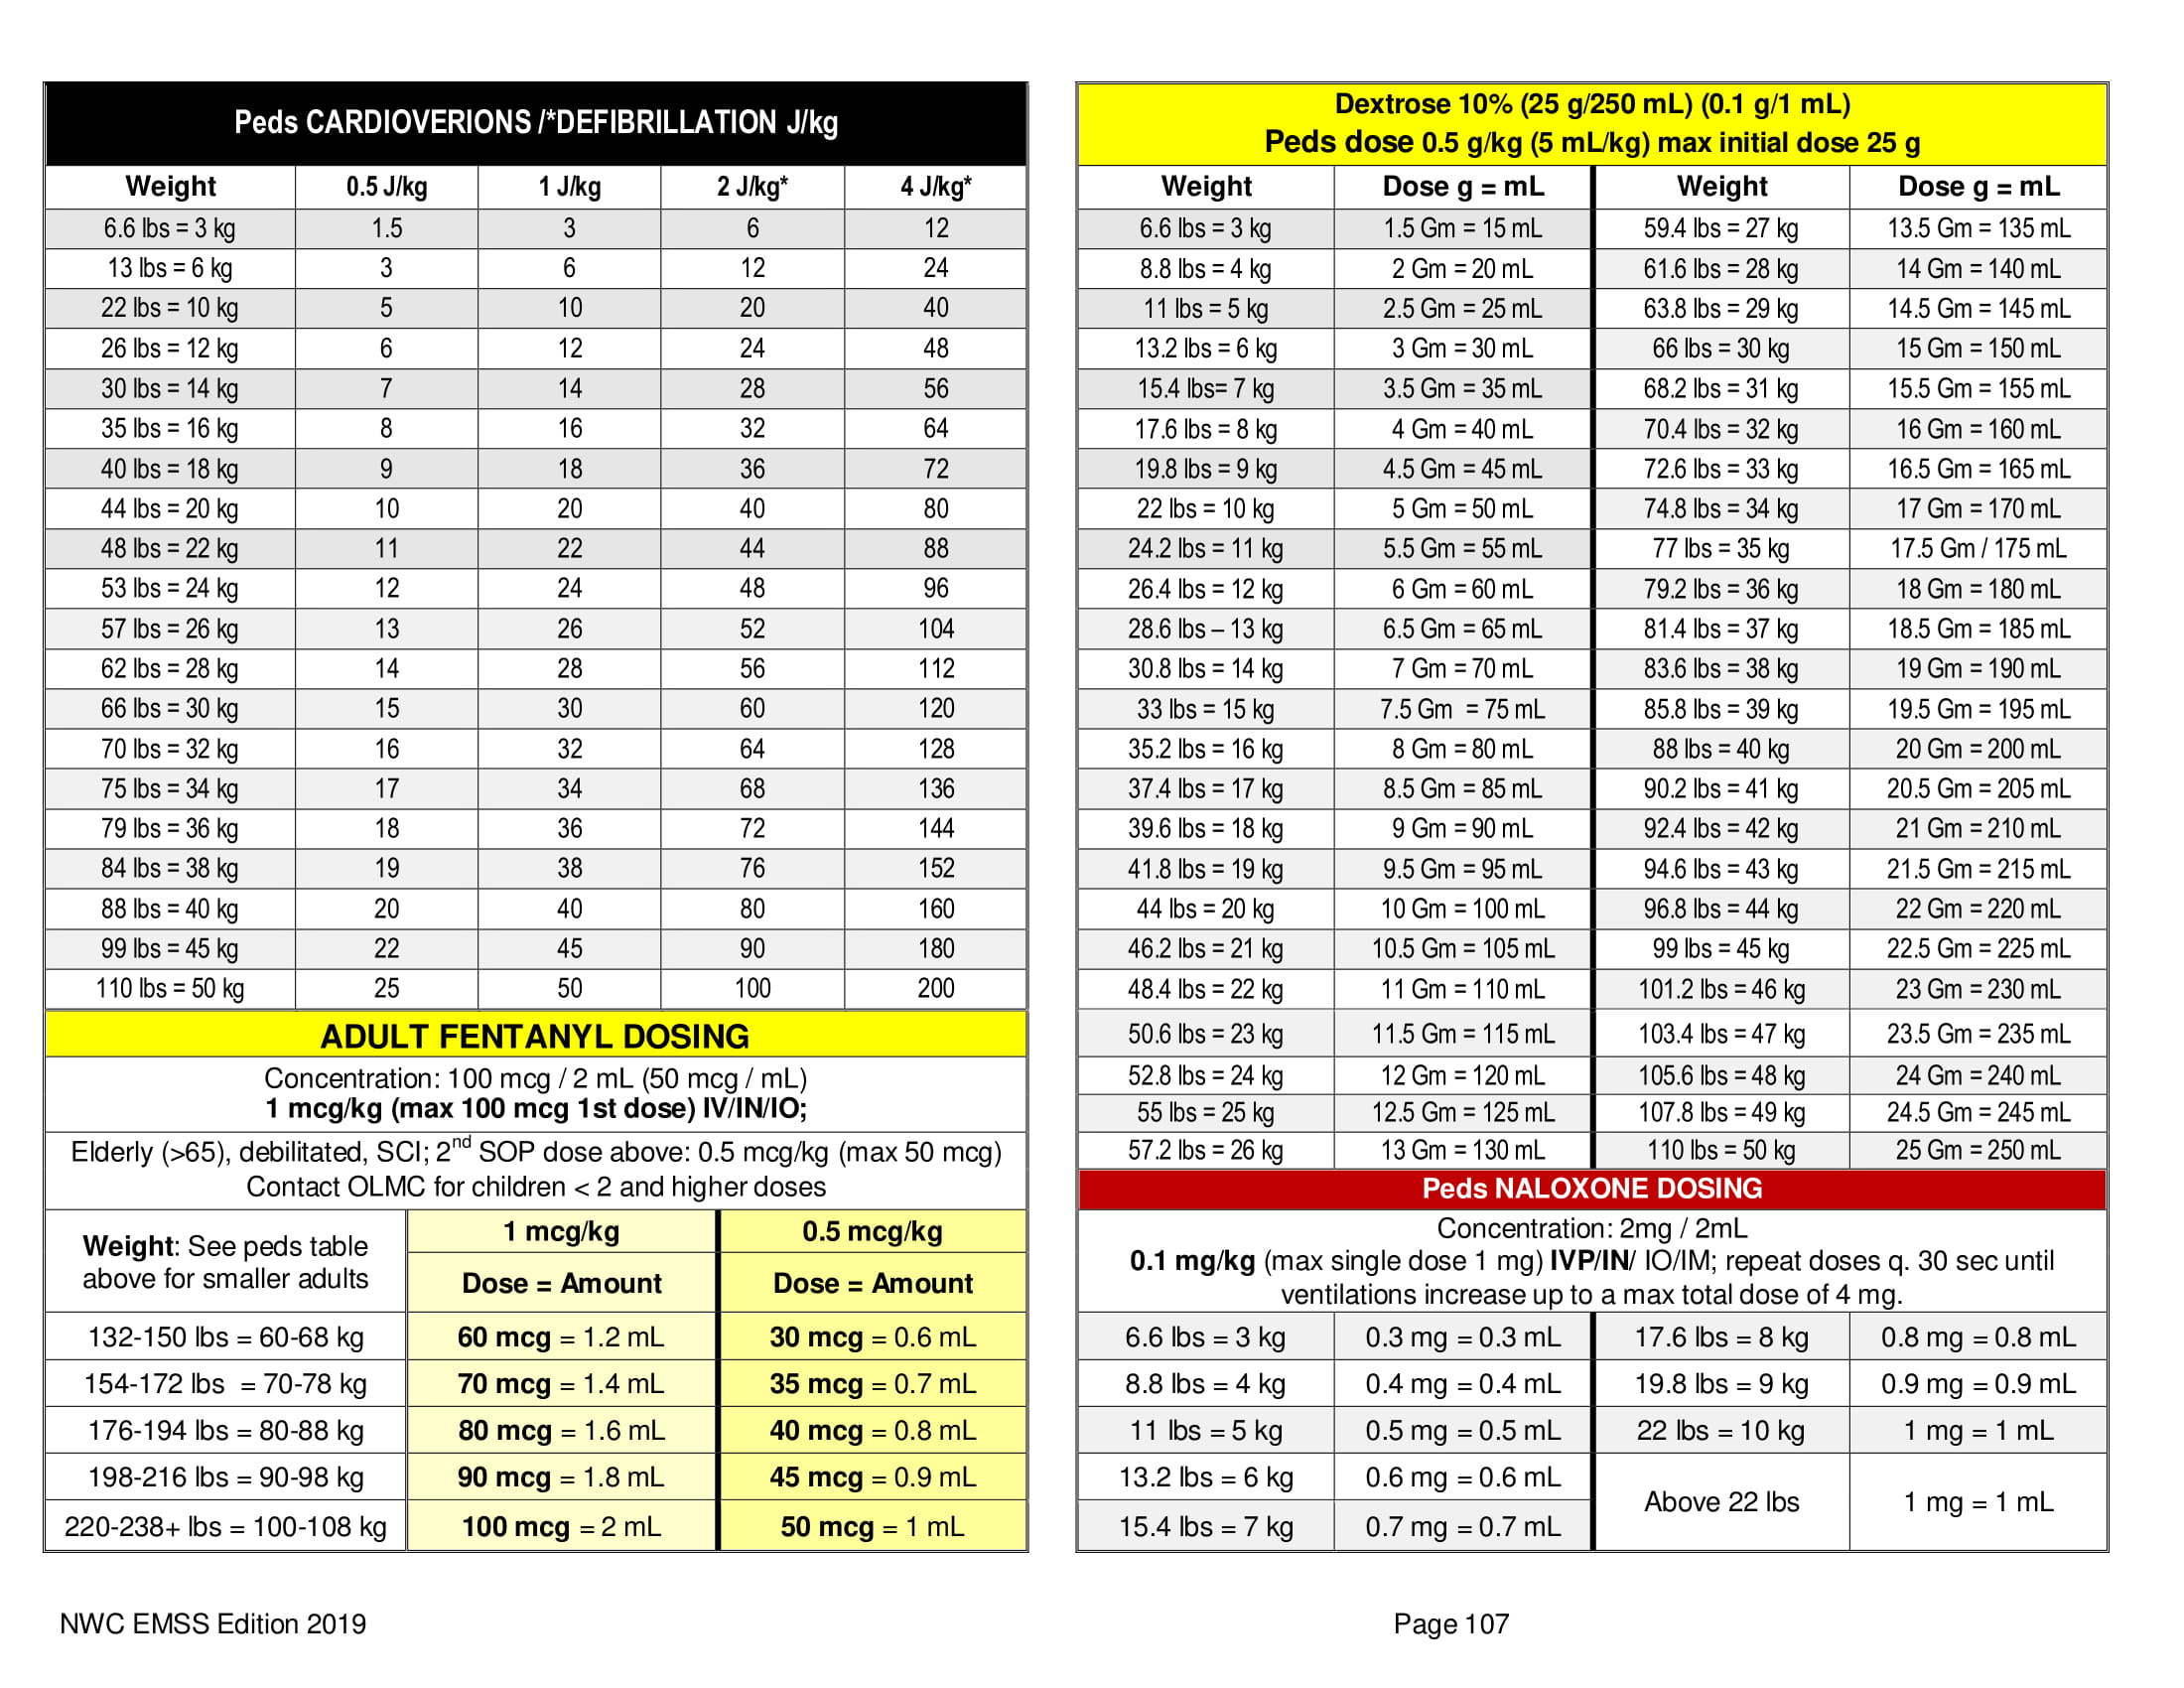 Peds CARDIOVERIONS /*DEFIBRILLATION J/kg
Weight 0.5 J/kg 1 J/kg 2 J/kg* 4 J/kg*
6.6 lbs = 3 kg 1.5 3 6 12
13 lbs = 6 kg 3 6 12 24
22 lbs = 10 kg 5 10 20 40
26 lbs = 12 kg 6 12 24 48
30 lbs = 14 kg 7 14 28 56
35 lbs = 16 kg 8 16 32 64
40 lbs = 18 kg 9 18 36 72
44 lbs = 20 kg 10 20 40 80
48 lbs = 22 kg 11 22 44 88
53 lbs = 24 kg 12 24 48 96
57 lbs = 26 kg 13 26 52 104
62 lbs = 28 kg 14 28 56 112
66 lbs = 30 kg 15 30 60 120
70 lbs = 32 kg 16 32 64 128
75 lbs = 34 kg 17 34 68 136
79 lbs = 36 kg 18 36 72 144
84 lbs = 38 kg 19 38 76 152
88 lbs = 40 kg 20 40 80 160
99 lbs = 45 kg 22 45 90 180
110 lbs = 50 kg 25 50 100 200
ADULT FENTANYL DOSING
Concentration: 100 mcg / 2 mL (50 mcg / mL)
1 mcg/kg (max 100 mcg 1st dose) IV/IN/IO;
Elderly (>65), debilitated, SCI; 2nd SOP dose above: 0.5 mcg/kg (max 50 mcg)
Contact OLMC for children < 2 and higher doses
Weight: See peds table above for smaller adults 1 mcg/kg 0.5 mcg/kg
Dose = Amount Dose = Amount
132-150 lbs = 60-68 kg 60 mcg = 1.2 mL 30 mcg = 0.6 mL
154-172 lbs = 70-78 kg 70 mcg = 1.4 mL 35 mcg = 0.7 mL
176-194 lbs = 80-88 kg 80 mcg = 1.6 mL 40 mcg = 0.8 mL
198-216 lbs = 90-98 kg 90 mcg = 1.8 mL 45 mcg = 0.9 mL
220-238+ lbs = 100-108 kg 100 mcg = 2 mL 50 mcg = 1 mL
Dextrose 10% (25 g/250 mL) (0.1 g/1 mL)
Peds dose 0.5 g/kg (5 mL/kg) max initial dose 25 g
Weight Dose g = mL Weight Dose g = mL
6.6 lbs = 3 kg 1.5 Gm = 15 mL 59.4 lbs = 27 kg 13.5 Gm = 135 mL
8.8 lbs = 4 kg 2 Gm = 20 mL 61.6 lbs = 28 kg 14 Gm = 140 mL
11 lbs = 5 kg 2.5 Gm = 25 mL 63.8 lbs = 29 kg 14.5 Gm = 145 mL
13.2 lbs = 6 kg 3 Gm = 30 mL 66 lbs = 30 kg 15 Gm = 150 mL
15.4 lbs= 7 kg 3.5 Gm = 35 mL 68.2 lbs = 31 kg 15.5 Gm = 155 mL
17.6 lbs = 8 kg 4 Gm = 40 mL 70.4 lbs = 32 kg 16 Gm = 160 mL
19.8 lbs = 9 kg 4.5 Gm = 45 mL 72.6 lbs = 33 kg 16.5 Gm = 165 mL
22 lbs = 10 kg 5 Gm = 50 mL 74.8 lbs = 34 kg 17 Gm = 170 mL
24.2 lbs = 11 kg 5.5 Gm = 55 mL 77 lbs = 35 kg 17.5 Gm / 175 mL
26.4 lbs = 12 kg 6 Gm = 60 mL 79.2 lbs = 36 kg 18 Gm = 180 mL
28.6 lbs – 13 kg 6.5 Gm = 65 mL 81.4 lbs = 37 kg 18.5 Gm = 185 mL
30.8 lbs = 14 kg 7 Gm = 70 mL 83.6 lbs = 38 kg 19 Gm = 190 mL
33 lbs = 15 kg 7.5 Gm = 75 mL 85.8 lbs = 39 kg 19.5 Gm = 195 mL
35.2 lbs = 16 kg 8 Gm = 80 mL 88 lbs = 40 kg 20 Gm = 200 mL
37.4 lbs = 17 kg 8.5 Gm = 85 mL 90.2 lbs = 41 kg 20.5 Gm = 205 mL
39.6 lbs = 18 kg 9 Gm = 90 mL 92.4 lbs = 42 kg 21 Gm = 210 mL
41.8 lbs = 19 kg 9.5 Gm = 95 mL 94.6 lbs = 43 kg 21.5 Gm = 215 mL
44 lbs = 20 kg 10 Gm = 100 mL 96.8 lbs = 44 kg 22 Gm = 220 mL
46.2 lbs = 21 kg 10.5 Gm = 105 mL 99 lbs = 45 kg 22.5 Gm = 225 mL
48.4 lbs = 22 kg 11 Gm = 110 mL 101.2 lbs = 46 kg 23 Gm = 230 mL
50.6 lbs = 23 kg 11.5 Gm = 115 mL 103.4 lbs = 47 kg 23.5 Gm = 235 mL
52.8 lbs = 24 kg 12 Gm = 120 mL 105.6 lbs = 48 kg 24 Gm = 240 mL
55 lbs = 25 kg 12.5 Gm = 125 mL 107.8 lbs = 49 kg 24.5 Gm = 245 mL
57.2 lbs = 26 kg 13 Gm = 130 mL 110 lbs = 50 kg 25 Gm = 250 mL
Peds NALOXONE DOSING
Concentration: 2mg / 2mL
0.1 mg/kg (max single dose 1 mg) IVP/IN/ IO/IM; repeat doses q. 30 sec until
ventilations increase up to a max total dose of 4 mg.
6.6 lbs = 3 kg 0.3 mg = 0.3 mL 17.6 lbs = 8 kg 0.8 mg = 0.8 mL
8.8 lbs = 4 kg 0.4 mg = 0.4 mL 19.8 lbs = 9 kg 0.9 mg = 0.9 mL
11 lbs = 5 kg 0.5 mg = 0.5 mL 22 lbs = 10 kg 1 mg = 1 mL
13.2 lbs = 6 kg 0.6 mg = 0.6 mL Above 22 lbs 1 mg = 1 mL
15.4 lbs = 7 kg 0.7 mg = 0.7 mL
NWC EMSS Edition 2019 Page 107